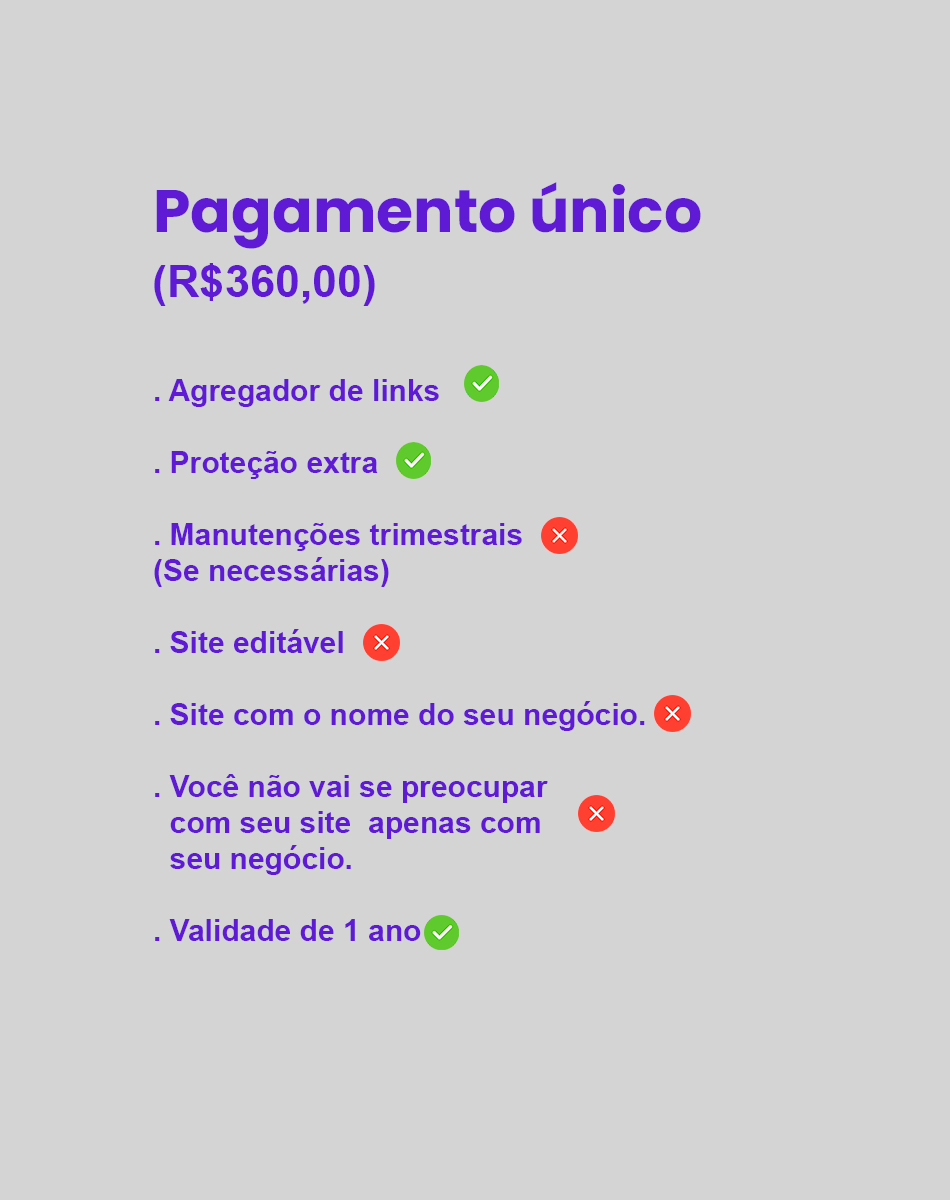 Pagamento único
(R$360,00)
. Agregador de links
. Proteção extra
. Manutenções trimestrais
(Se necessárias)
. Site editável
. Site com o nome do seu negócio.
. Você não vai se preocupar
com seu site  apenas com
seu negócio.
. Validade de 1 ano